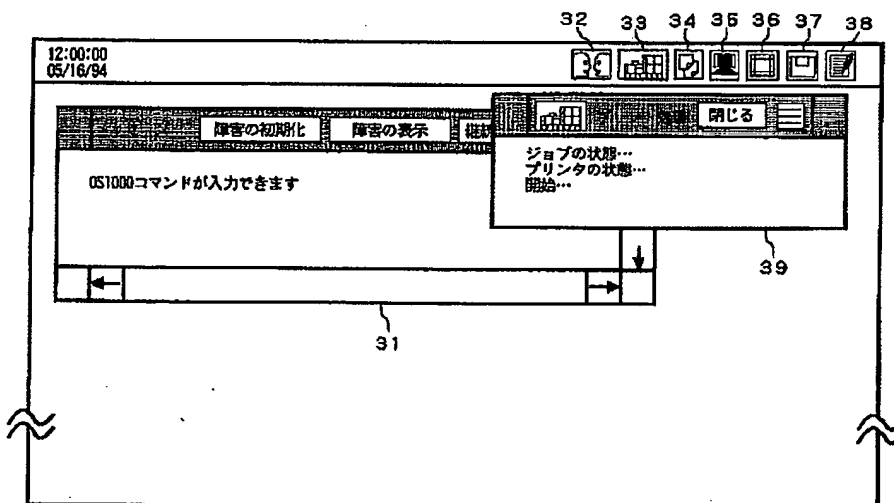 32 33 34 35 36 37 38
12:00:00
05/16/94
障害の初期化 障害の表示 継続
閉じる
OS1000コマンドが入力できます
ジョブの状態…
プリンタの状態…
開始…
39
31